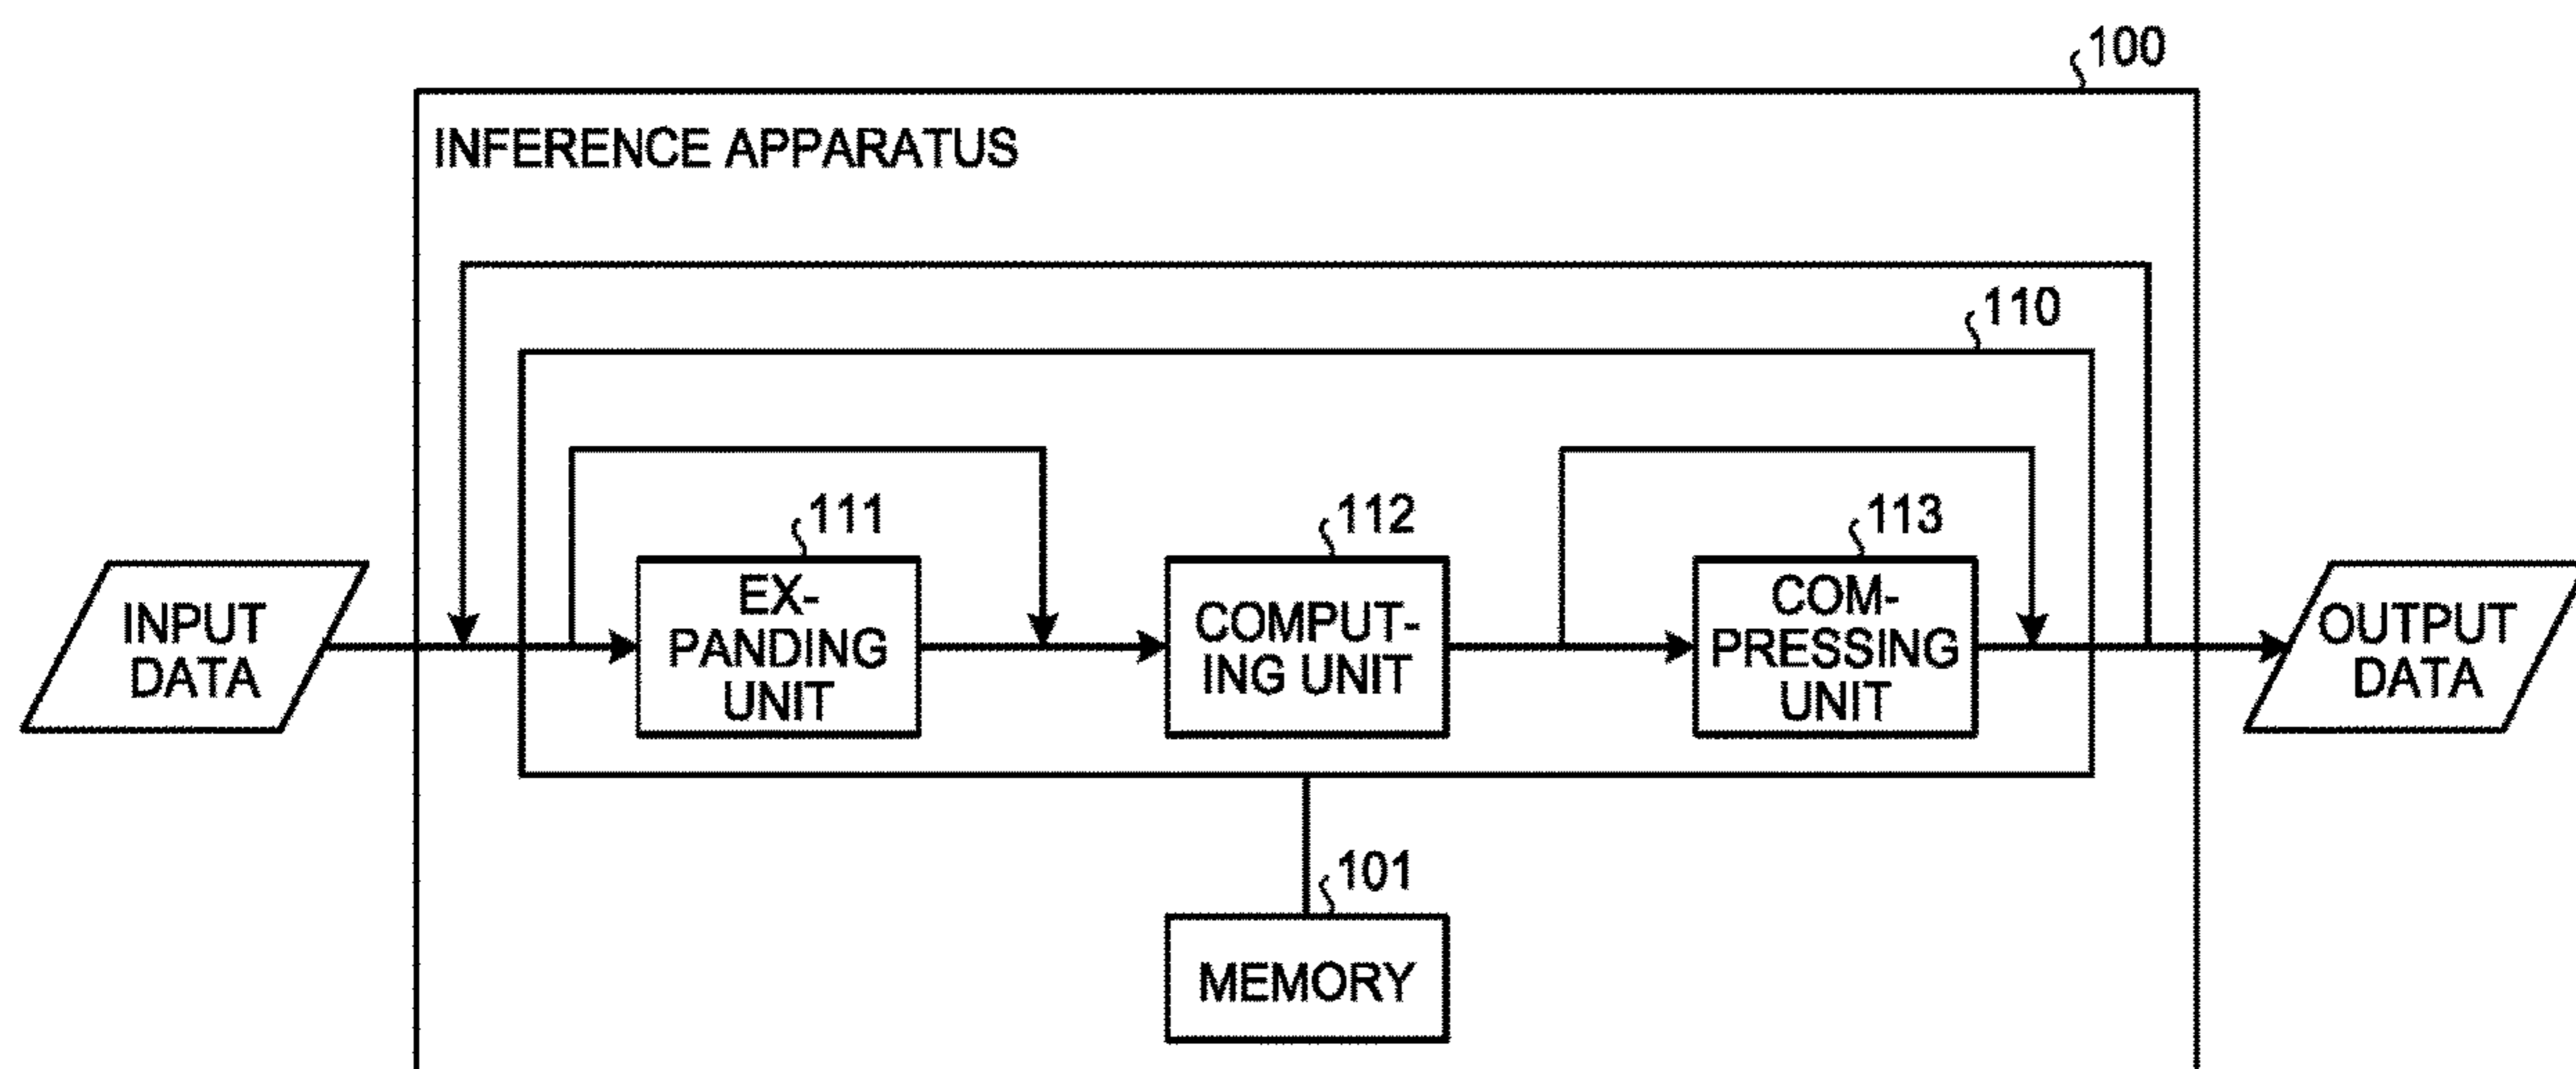 100
INFERENCE APPARATUS
110
111
112
113
INPUT
DATA
EX-
PANDING
UNIT
COMPUT-
ING UNIT
COM-
PRESSING
UNIT
OUTPUT
DATA
101
MEMORY